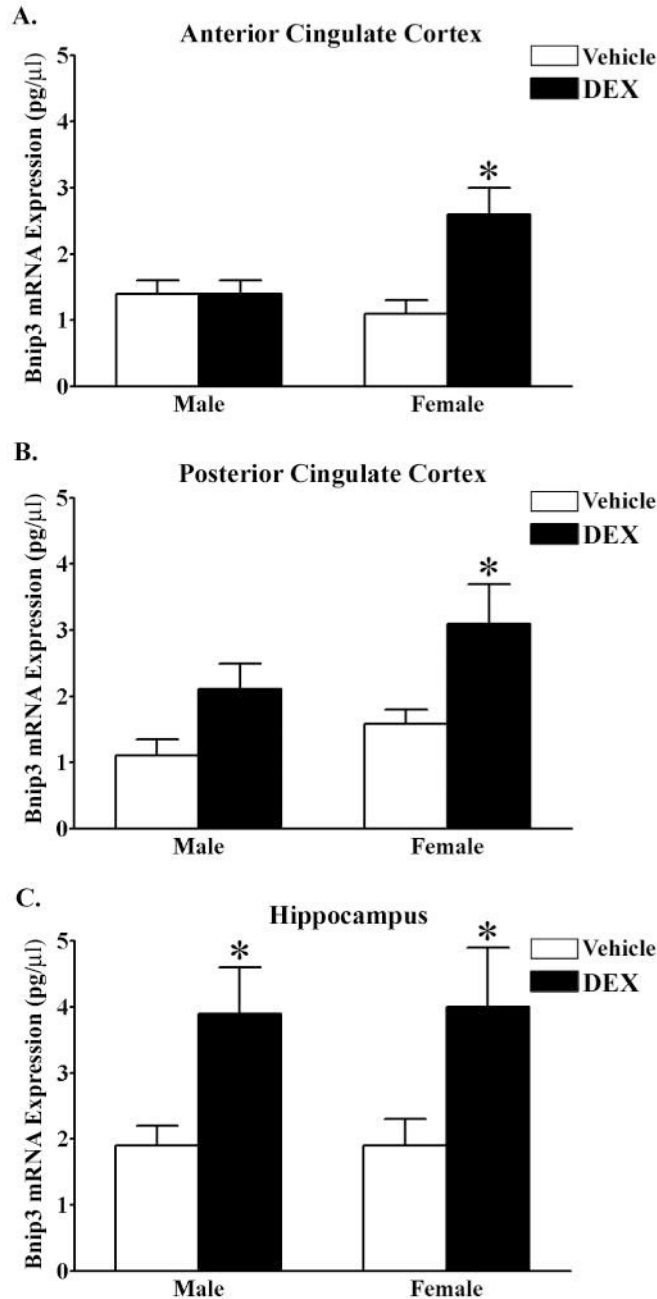 A.
Anterior Cingulate Cortex
Vehicle
DEX
Bnip3 mRNA Expression (pg/µl)
5
4
3
2
1
0
*
Male Female
B.
Posterior Cingulate Cortex
Vehicle
DEX
Bnip3 mRNA Expression (pg/µl)
5
4
3
2
1
0
*
Male Female
C.
Hippocampus
Vehicle
DEX
Bnip3 mRNA Expression (pg/µl)
5
4
3
2
1
0
* *
Male Female